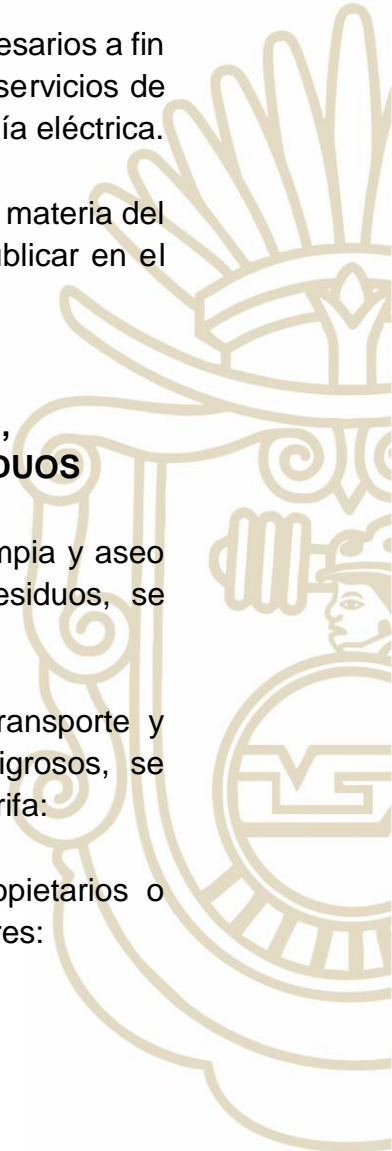 esarios a fin
servicios de
ía eléctrica.
materia del
ublicar en el
,
DUOS
mpia y aseo
esiduos, se
ransporte y
igrosos, se
rifa:
opietarios o
res: